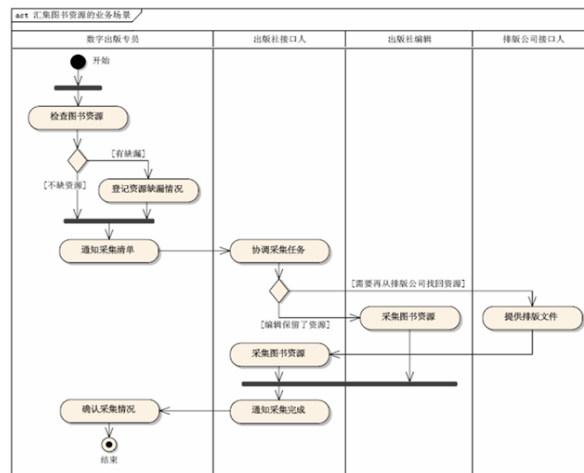 act 汇集图书资源的业务场景
数字出版专员
出版社接口人
出版社编辑
排版公司接口人
开始
检查图书资源
[有缺漏]
[不缺资源]
登记资源缺漏情况
通知采集清单
协调采集任务
[需要再从排版公司找回资源]
采集图书资源
提供排版文件
[编辑保留了资源]
采集图书资源
确认采集情况
通知采集完成
结束